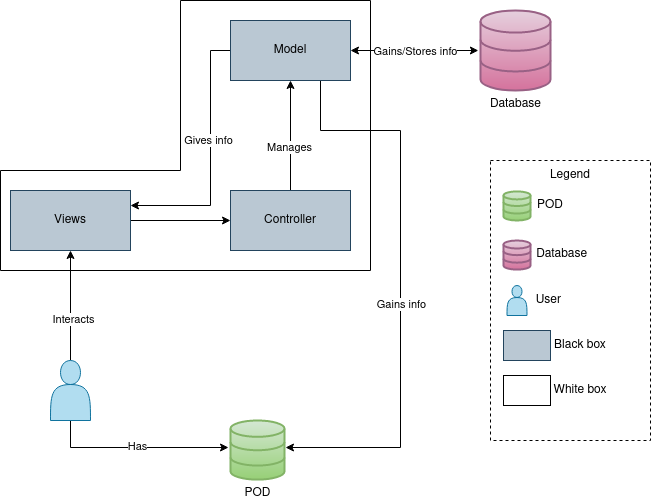 Model
Gains/Stores info
Database
Gives info
Manages
Views
Controller
Gains info
Interacts
Has
POD
Legend
POD
Database
User
Black box
White box